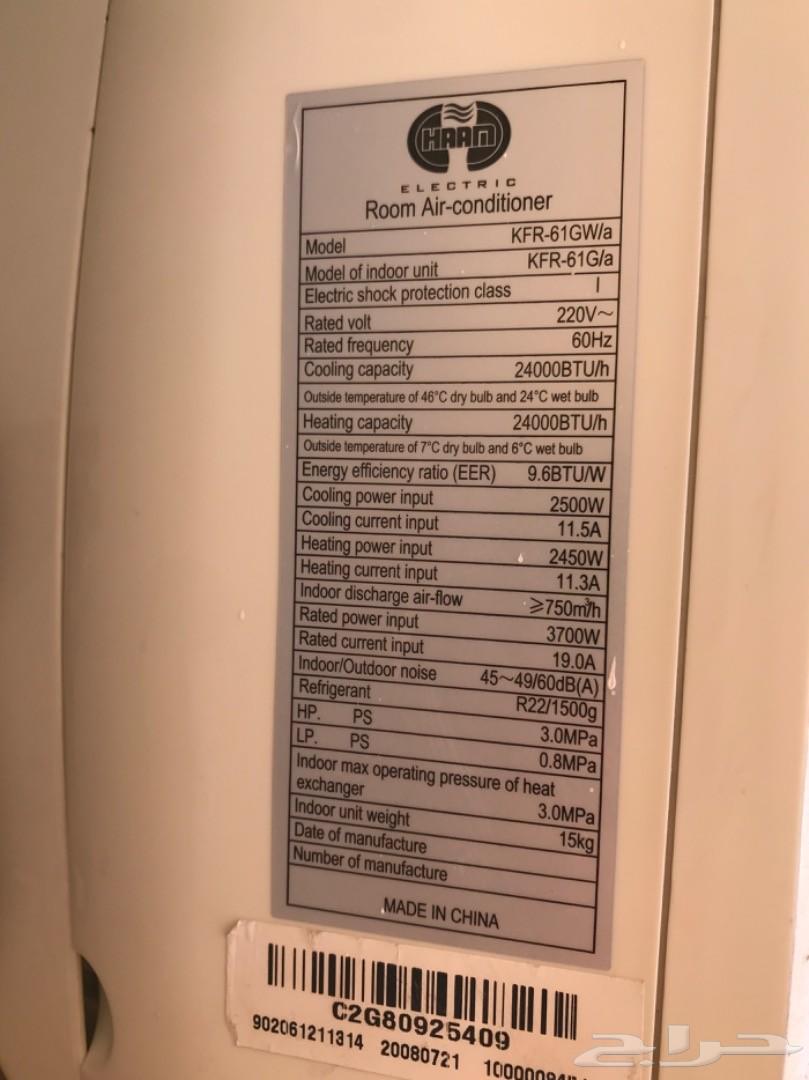 HAAM
ELECTRIC
Room Air-conditioner
Model KFR-61GW/a
Model of indoor unit KFR-61G/a
Electric shock protection class I
Rated volt 220V～
Rated frequency 60Hz
Cooling capacity 24000BTU/h
Outside temperature of 46°C dry bulb and 24°C wet bulb
Heating capacity 24000BTU/h
Outside temperature of 7°C dry bulb and 6°C wet bulb
Energy efficiency ratio (EER) 9.6BTU/W
Cooling power input 2500W
Cooling current input 11.5A
Heating power input 2450W
Heating current input 11.3A
Indoor discharge air-flow ≥750m³/h
Rated power input 3700W
Rated current input 19.0A
Indoor/Outdoor noise 45～49/60dB(A)
Refrigerant R22/1500g
HP. PS 3.0MPa
LP. PS 0.8MPa
Indoor max operating pressure of heat
exchanger 3.0MPa
Indoor unit weight 15kg
Date of manufacture
Number of manufacture
MADE IN CHINA
C2G80925409
902061211314 20080721
حراج